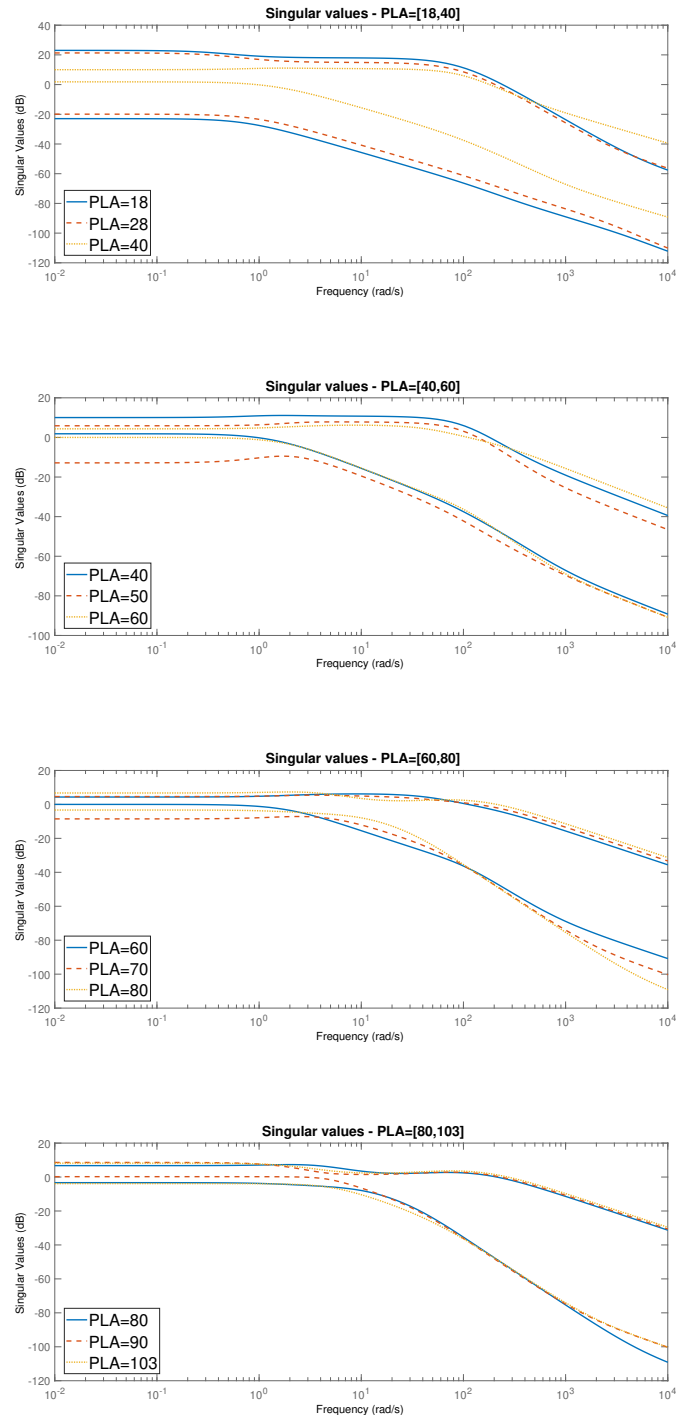 Singular values - PLA=[18,40]
40
20
0
-20
-40
-60
-80
-100
-120
Singular Values (dB)
PLA=18
PLA=28
PLA=40
10^-2
10^-1
10^0
10^1
10^2
10^3
10^4
Frequency (rad/s)
Singular values - PLA=[40,60]
20
0
-20
-40
-60
-80
-100
Singular Values (dB)
PLA=40
PLA=50
PLA=60
10^-2
10^-1
10^0
10^1
10^2
10^3
10^4
Frequency (rad/s)
Singular values - PLA=[60,80]
20
0
-20
-40
-60
-80
-100
-120
Singular Values (dB)
PLA=60
PLA=70
PLA=80
10^-2
10^-1
10^0
10^1
10^2
10^3
10^4
Frequency (rad/s)
Singular values - PLA=[80,103]
20
0
-20
-40
-60
-80
-100
-120
Singular Values (dB)
PLA=80
PLA=90
PLA=103
10^-2
10^-1
10^0
10^1
10^2
10^3
10^4
Frequency (rad/s)